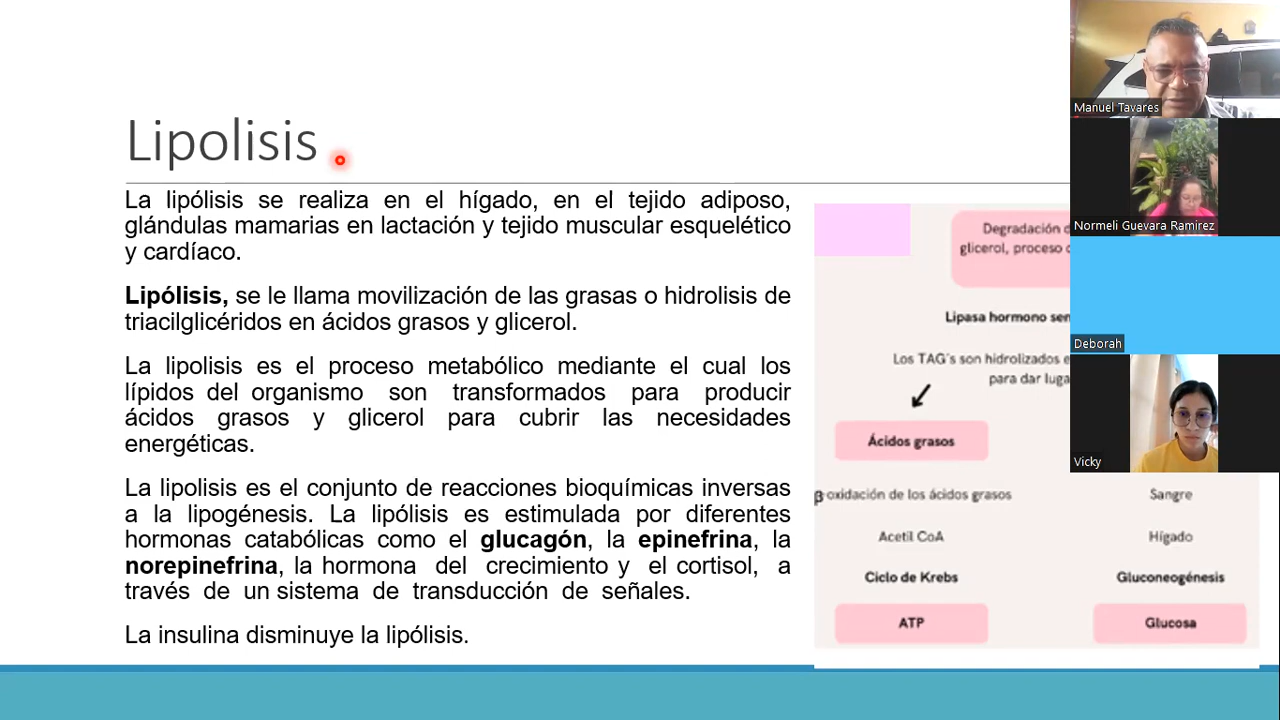 Lipolisis
La lipólisis se realiza en el hígado, en el tejido adiposo,
glándulas mamarias en lactación y tejido muscular esquelético
y cardíaco.
Lipólisis, se le llama movilización de las grasas o hidrolisis de
triacilglicéridos en ácidos grasos y glicerol.
La lipolisis es el proceso metabólico mediante el cual los
lípidos del organismo son transformados para producir
ácidos grasos y glicerol para cubrir las necesidades
energéticas.
La lipolisis es el conjunto de reacciones bioquímicas inversas
a la lipogénesis. La lipólisis es estimulada por diferentes
hormonas catabólicas como el glucagón, la epinefrina, la
norepinefrina, la hormona del crecimiento y el cortisol, a
través de un sistema de transducción de señales.
La insulina disminuye la lipólisis.
Degradación
glicerol, proceso
Lipasa hormono
Los TAG's son hidrolizados
para dar
Ácidos grasos
β oxidación de los ácidos grasos
Acetil CoA
Ciclo de Krebs
ATP
Sangre
Hígado
Gluconeogénesis
Glucosa
Manuel Tavares
Normeli Guevara Ramirez
Deborah
Vicky